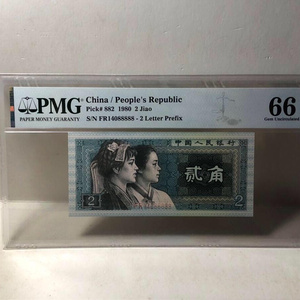 PMG
PAPER MONEY GUARANTY
China / People's Republic
Pick# 882 1980 2 Jiao
S/N FR14088888 - 2 Letter Prefix
66
Gem Uncirculated
中国人民银行
贰角
2
2